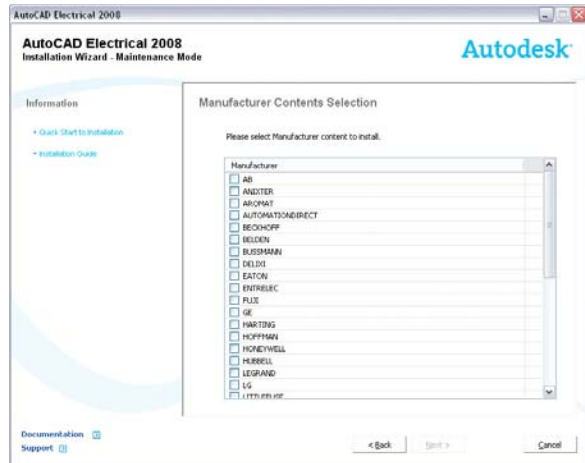 AutoCAD Electrical 2008
AutoCAD Electrical 2008
Installation Wizard - Maintenance Mode
Autodesk
Information
• Quick Start to Installation
• Installation Guide
Manufacturer Contents Selection
Please select Manufacturer content to install.
Manufacturer
AB
ANIXTER
AROMAT
AUTOMATIONDIRECT
BECKHOFF
BELDEN
BUSSMANN
DELIXI
EATON
ENTRELEC
FUJI
GE
HARTING
HOFFMAN
HONEYWELL
HUBBELL
LEGRAND
LG
LITTLEFUSE
Documentation
Support
< Back
Next >
Cancel